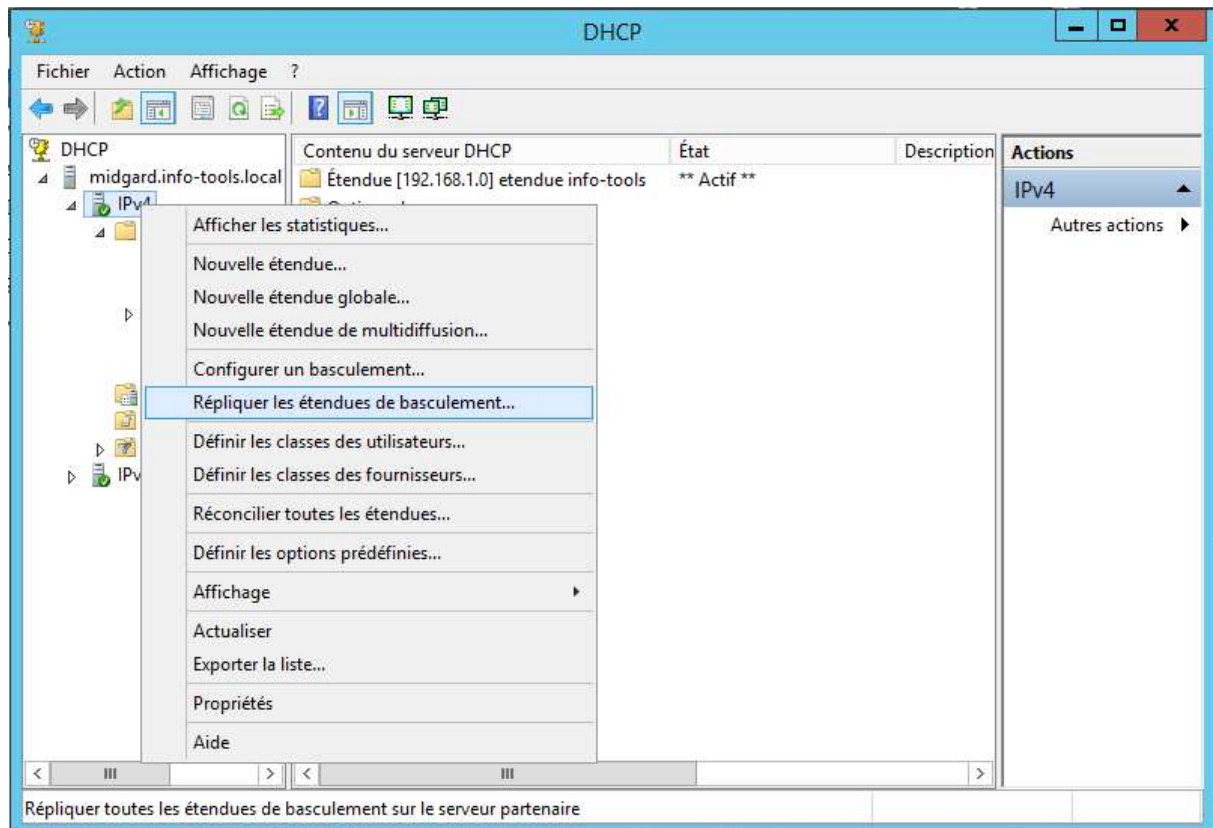 DHCP
Fichier Action Affichage ?
DHCP
midgard.info-tools.local
IPv4
IPv
Contenu du serveur DHCP État Description
Étendue [192.168.1.0] etendue info-tools ** Actif **
Afficher les statistiques...
Nouvelle étendue...
Nouvelle étendue globale...
Nouvelle étendue de multidiffusion...
Configurer un basculement...
Répliquer les étendues de basculement...
Définir les classes des utilisateurs...
Définir les classes des fournisseurs...
Réconcilier toutes les étendues...
Définir les options prédéfinies...
Affichage
Actualiser
Exporter la liste...
Propriétés
Aide
Actions
IPv4
Autres actions
Répliquer toutes les étendues de basculement sur le serveur partenaire